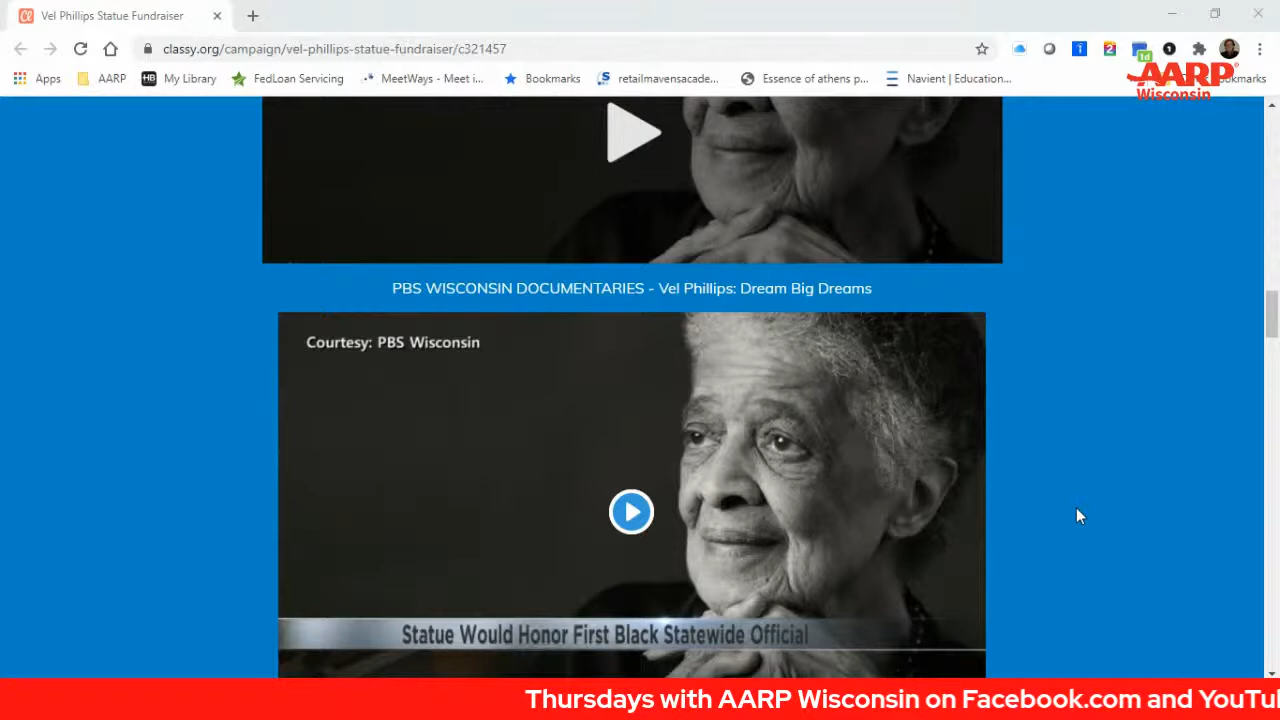 Vel Phillips Statue Fundraiser
classy.org/campaign/vel-phillips-statue-fundraiser/c321457
Apps
AARP
My Library
FedLoan Servicing
MeetWays - Meet i...
Bookmarks
retailmavensacade...
Essence of athens p...
Navient | Education...
AARP®
Wisconsin
PBS WISCONSIN DOCUMENTARIES - Vel Phillips: Dream Big Dreams
Courtesy: PBS Wisconsin
Statue Would Honor First Black Statewide Official
Thursdays with AARP Wisconsin on Facebook.com and YouTu